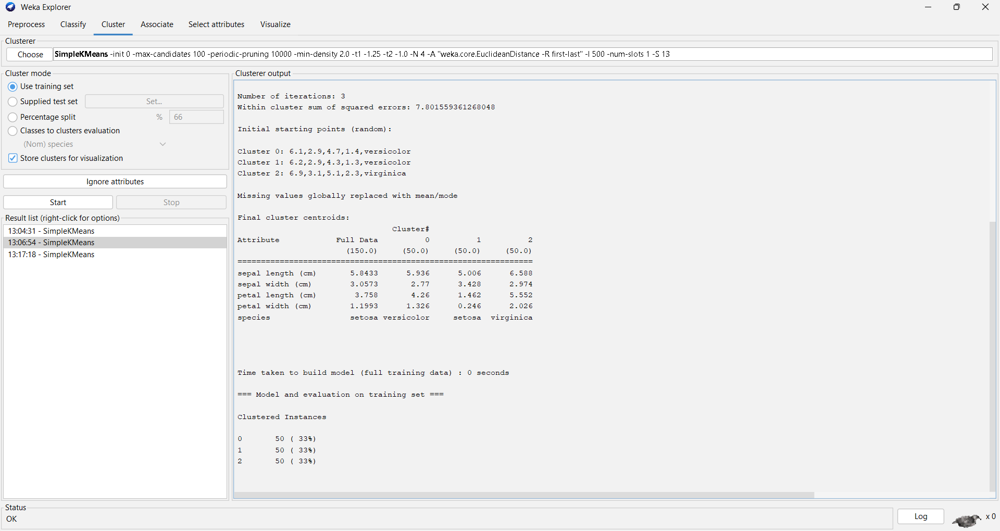 Weka Explorer
Preprocess Classify Cluster Associate Select attributes Visualize
Clusterer
Choose SimpleKMeans -init 0 -max-candidates 100 -periodic-pruning 10000 -min-density 2.0 -t1 -1.25 -t2 -1.0 -N 4 -A "weka.core.EuclideanDistance -R first-last" -I 500 -num-slots 1 -S 13
Cluster mode
Use training set
Supplied test set Set...
Percentage split % 66
Classes to clusters evaluation
(Nom) species
Store clusters for visualization
Ignore attributes
Start Stop
Result list (right-click for options)
13:04:31 - SimpleKMeans
13:06:54 - SimpleKMeans
13:17:18 - SimpleKMeans
Clusterer output
Number of iterations: 3
Within cluster sum of squared errors: 7.801559361268048
Initial starting points (random):
Cluster 0: 6.1,2.9,4.7,1.4,versicolor
Cluster 1: 6.2,2.9,4.3,1.3,versicolor
Cluster 2: 6.9,3.1,5.1,2.3,virginica
Missing values globally replaced with mean/mode
Final cluster centroids:
Cluster#
Attribute Full Data 0 1 2
(150.0) (50.0) (50.0) (50.0)
===============================================================
sepal length (cm) 5.8433 5.936 5.006 6.588
sepal width (cm) 3.0573 2.77 3.428 2.974
petal length (cm) 3.758 4.26 1.462 5.552
petal width (cm) 1.1993 1.326 0.246 2.026
species setosa versicolor setosa virginica
Time taken to build model (full training data) : 0 seconds
=== Model and evaluation on training set ===
Clustered Instances
0 50 ( 33%)
1 50 ( 33%)
2 50 ( 33%)
Status
OK
Log x 0